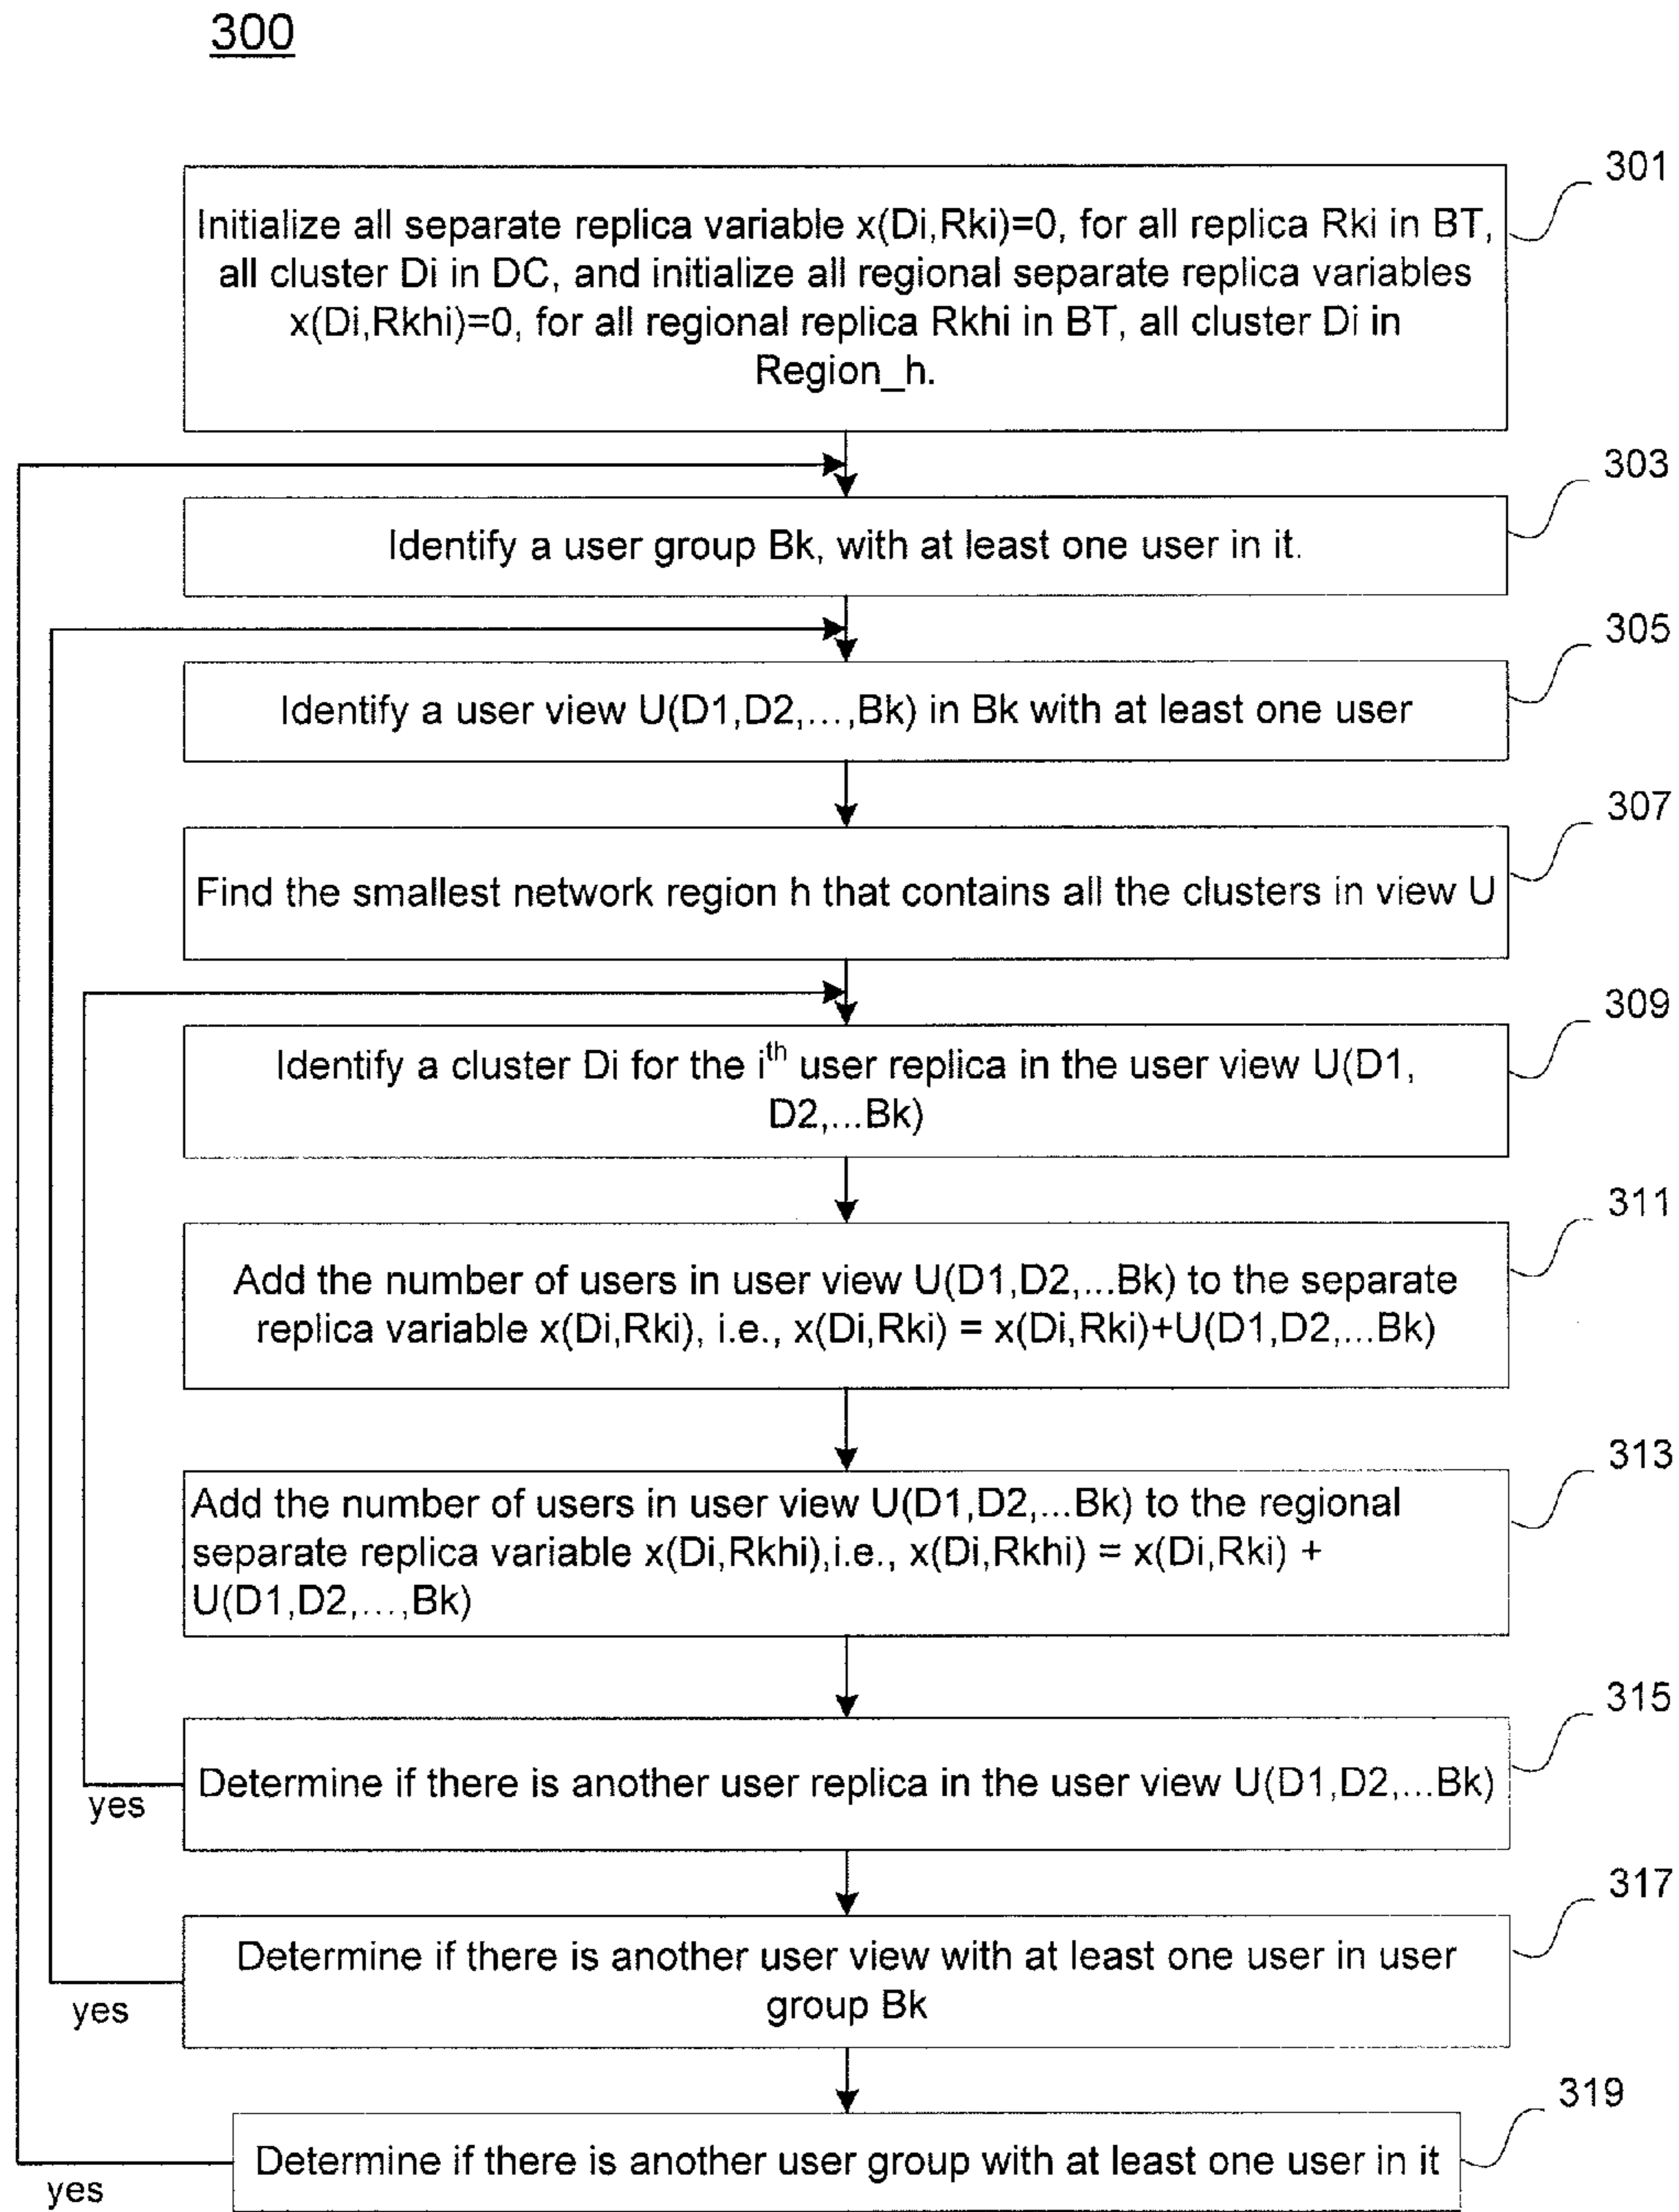 300
301
Initialize all separate replica variable x(Di,Rki)=0, for all replica Rki in BT,
all cluster Di in DC, and initialize all regional separate replica variables
x(Di,Rkhi)=0, for all regional replica Rkhi in BT, all cluster Di in
Region_h.
303
Identify a user group Bk, with at least one user in it.
305
Identify a user view U(D1,D2,...,Bk) in Bk with at least one user
307
Find the smallest network region h that contains all the clusters in view U
309
Identify a cluster Di for the ith user replica in the user view U(D1,
D2,...Bk)
311
Add the number of users in user view U(D1,D2,...Bk) to the separate
replica variable x(Di,Rki), i.e., x(Di,Rki) = x(Di,Rki)+U(D1,D2,...Bk)
313
Add the number of users in user view U(D1,D2,...Bk) to the regional
separate replica variable x(Di,Rkhi),i.e., x(Di,Rkhi) = x(Di,Rki) +
U(D1,D2,...,Bk)
315
Determine if there is another user replica in the user view U(D1,D2,...Bk)
yes
317
Determine if there is another user view with at least one user in user
group Bk
yes
319
Determine if there is another user group with at least one user in it
yes